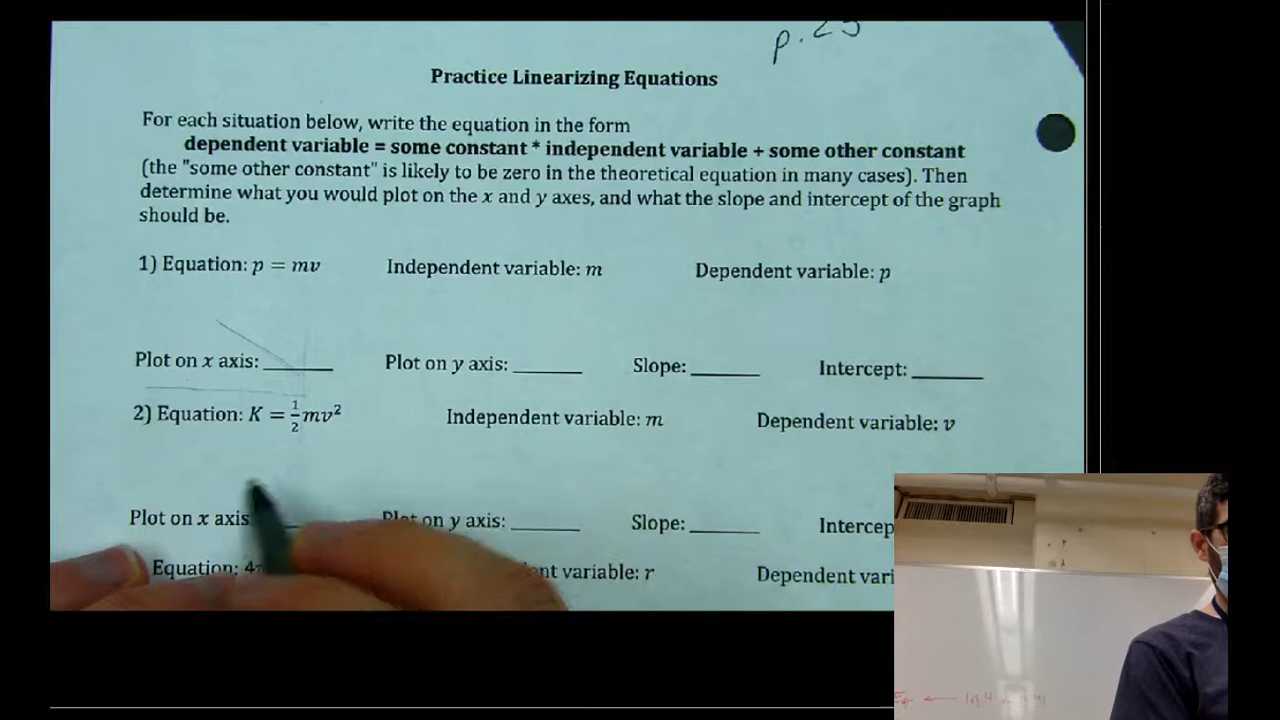 p. 25
Practice Linearizing Equations
For each situation below, write the equation in the form
dependent variable = some constant * independent variable + some other constant
(the "some other constant" is likely to be zero in the theoretical equation in many cases). Then
determine what you would plot on the x and y axes, and what the slope and intercept of the graph
should be.
1) Equation: p = mv Independent variable: m Dependent variable: p
Plot on x axis: ______ Plot on y axis: ______ Slope: ______ Intercept: ______
2) Equation: K = ½mv² Independent variable: m Dependent variable: v
Plot on x axis: Plot on y axis: ______ Slope: ______ Intercep
Equation: 4 nt variable: r Dependent vari